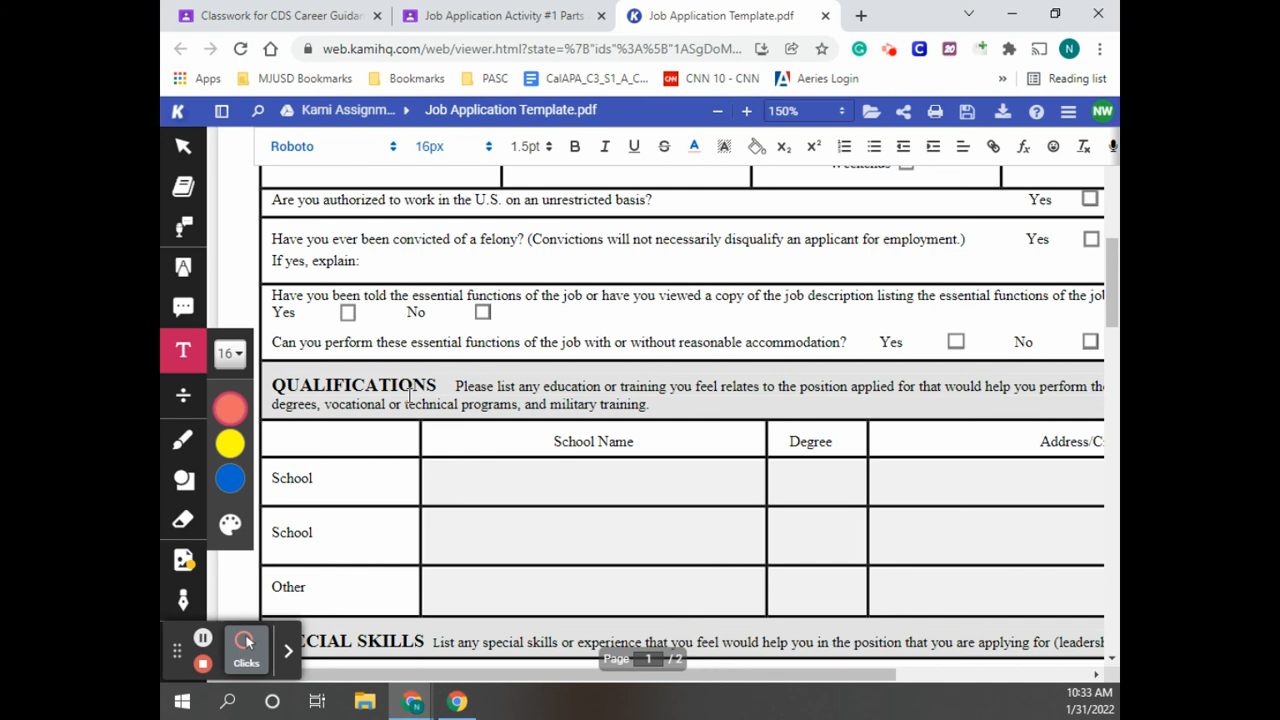 Classwork for CDS Career Guidan
Job Application Activity #1 Parts
Job Application Template.pdf
web.kamihq.com/web/viewer.html?state=%7B"ids"%3A%5B"1ASgDoM...
N
Apps
MJUSD Bookmarks
Bookmarks
PASC
CalAPA_C3_S1_A_C...
CNN 10 - CNN
Aeries Login
»
Reading list
K
Kami Assignm...
Job Application Template.pdf
150%
NW
Roboto
16px
1.5pt
B I U S A
Weekends
Are you authorized to work in the U.S. on an unrestricted basis? Yes
Have you ever been convicted of a felony? (Convictions will not necessarily disqualify an applicant for employment.) Yes
If yes, explain:
Have you been told the essential functions of the job or have you viewed a copy of the job description listing the essential functions of the jo
Yes No
Can you perform these essential functions of the job with or without reasonable accommodation? Yes No
16
QUALIFICATIONS Please list any education or training you feel relates to the position applied for that would help you perform the
degrees, vocational or technical programs, and military training.
School Name Degree Address/C
School
School
Other
ECIAL SKILLS List any special skills or experience that you feel would help you in the position that you are applying for (leaders
Page 1 / 2
Clicks
10:33 AM
1/31/2022